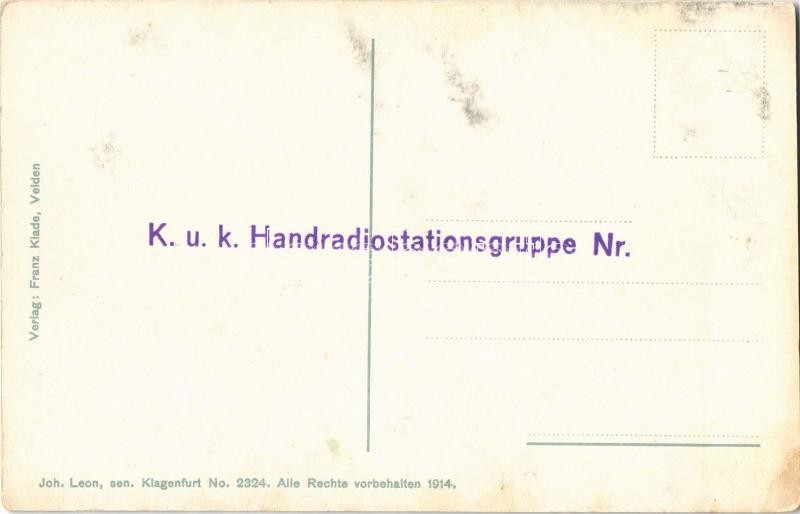 Verlag: Franz Klade, Velden
K. u. k. Handradiostationsgruppe Nr.
Joh. Leon, sen. Klagenfurt No. 2324. Alle Rechte vorbehalten 1914.